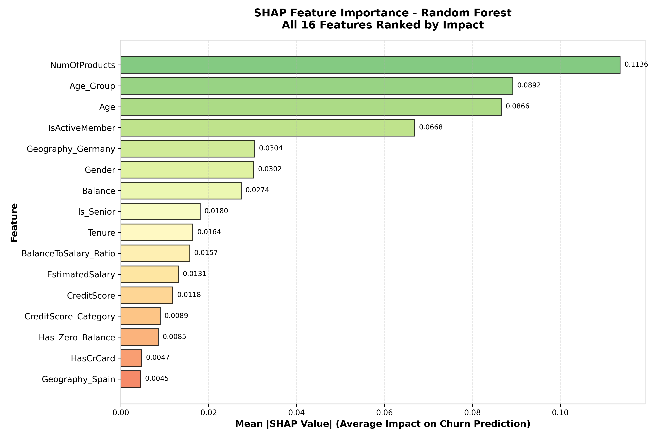 SHAP Feature Importance - Random Forest
All 16 Features Ranked by Impact
NumOfProducts 0.1136
Age_Group 0.0892
Age 0.0866
IsActiveMember 0.0668
Geography_Germany 0.0304
Gender 0.0302
Balance 0.0274
Is_Senior 0.0180
Tenure 0.0164
BalanceToSalary_Ratio 0.0157
EstimatedSalary 0.0131
CreditScore 0.0118
CreditScore_Category 0.0089
Has_Zero_Balance 0.0085
HasCrCard 0.0047
Geography_Spain 0.0045
Feature
0.00 0.02 0.04 0.06 0.08 0.10
Mean |SHAP Value| (Average Impact on Churn Prediction)